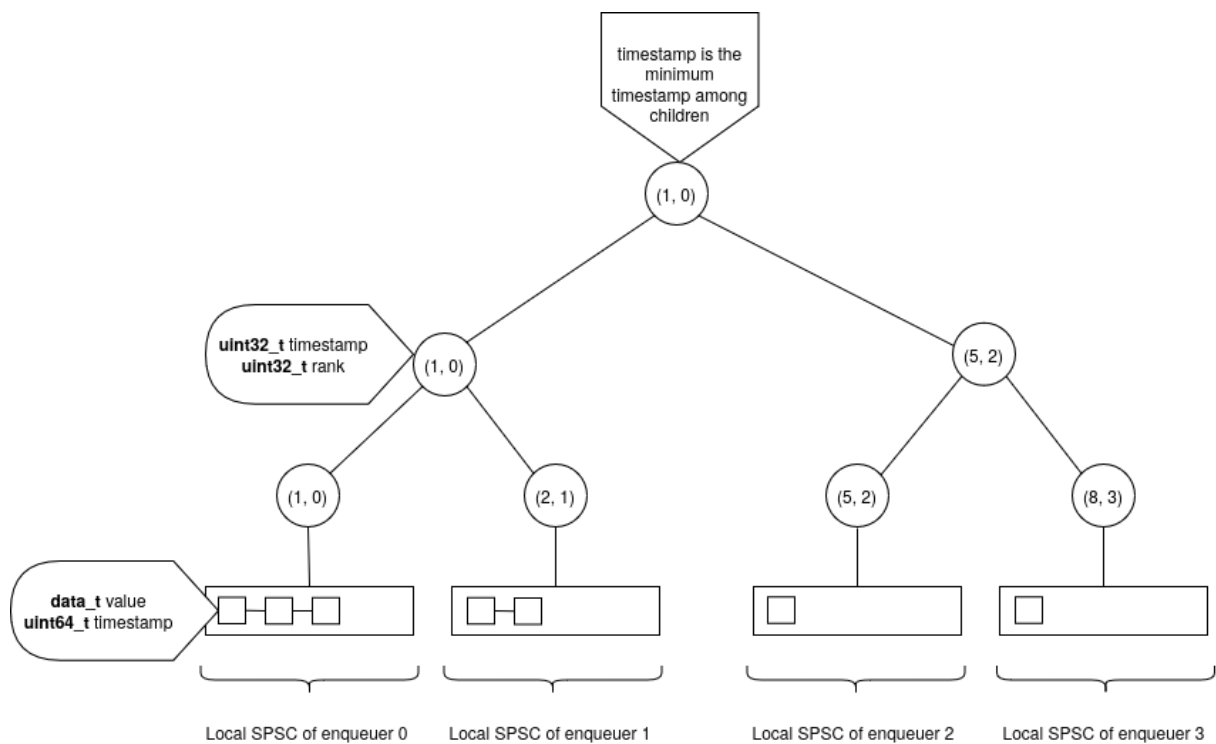 timestamp is the
minimum
timestamp among
children
(1, 0)
uint32_t timestamp
uint32_t rank
(1, 0)
(5, 2)
(1, 0)
(2, 1)
(5, 2)
(8, 3)
data_t value
uint64_t timestamp
Local SPSC of enqueuer 0
Local SPSC of enqueuer 1
Local SPSC of enqueuer 2
Local SPSC of enqueuer 3